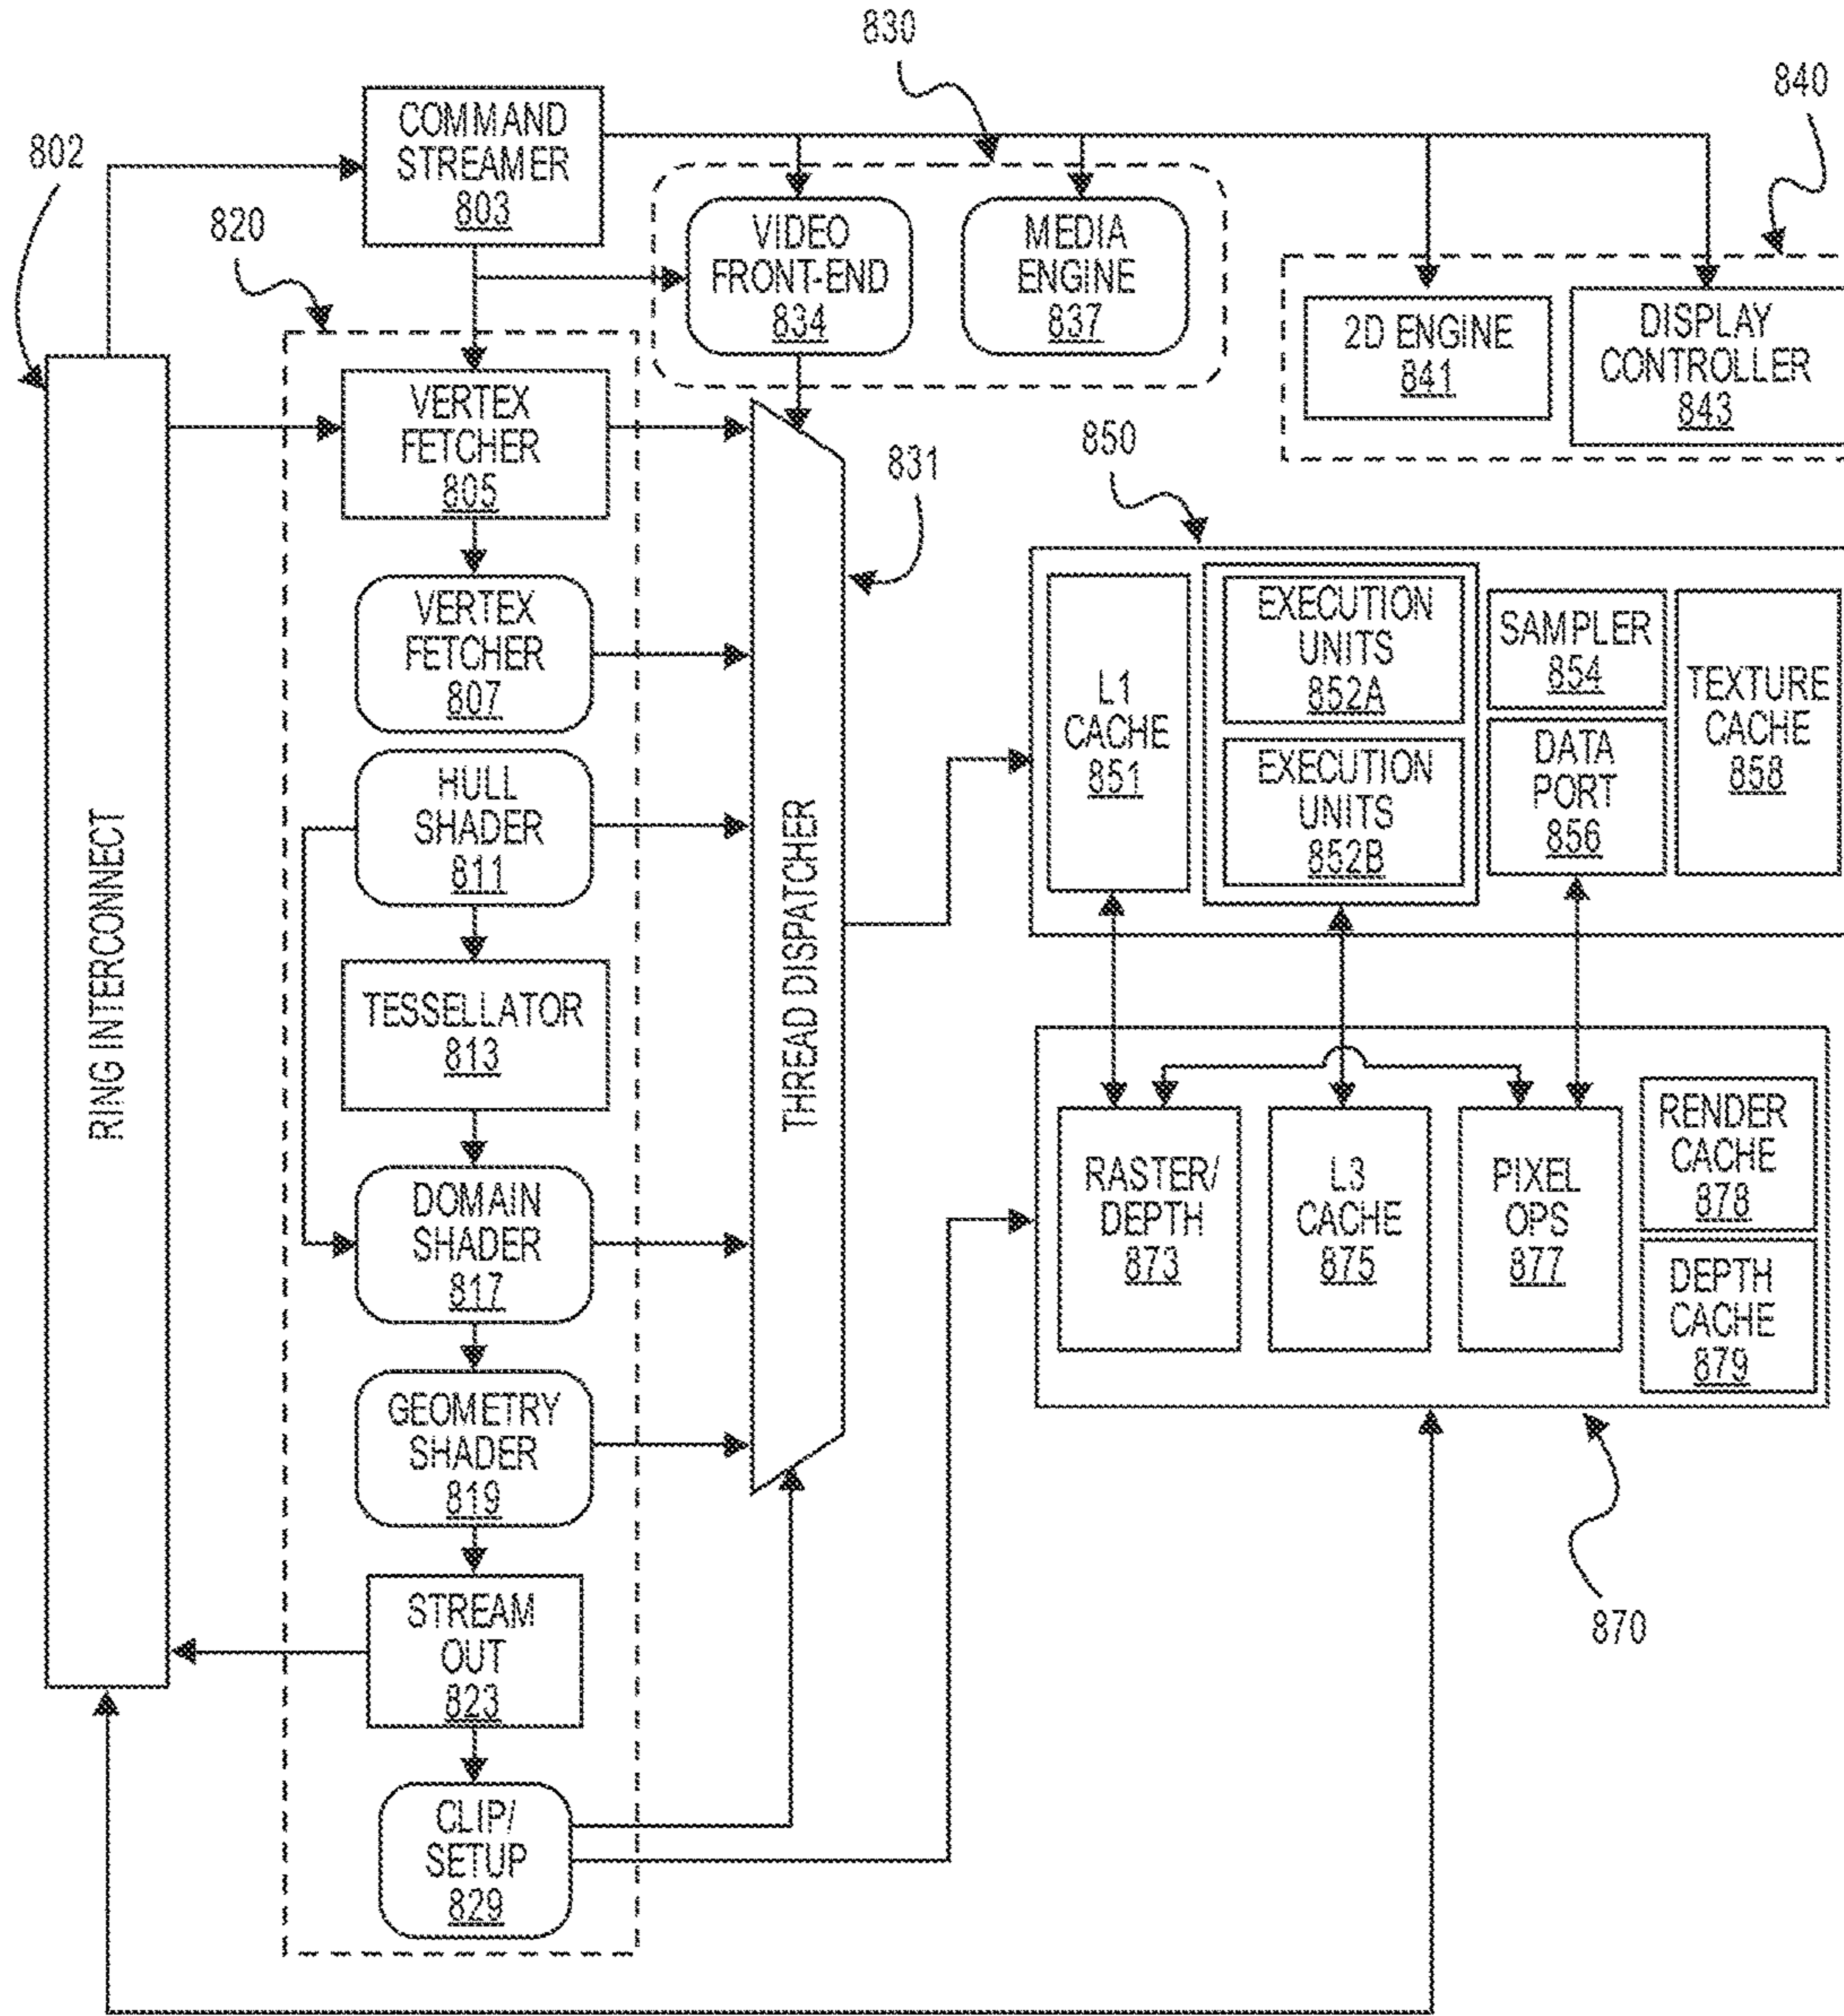 830
840
802
COMMAND
STREAMER
803
820
VIDEO
FRONT-END
834
MEDIA
ENGINE
837
2D ENGINE
841
DISPLAY
CONTROLLER
843
RING INTERCONNECT
VERTEX
FETCHER
805
831
850
VERTEX
FETCHER
807
HULL
SHADER
811
TESSELLATOR
813
DOMAIN
SHADER
817
GEOMETRY
SHADER
819
STREAM
OUT
823
CLIP/
SETUP
829
THREAD DISPATCHER
L1
CACHE
851
EXECUTION
UNITS
852A
EXECUTION
UNITS
852B
SAMPLER
854
DATA
PORT
856
TEXTURE
CACHE
858
RASTER/
DEPTH
873
L3
CACHE
875
PIXEL
OPS
877
RENDER
CACHE
878
DEPTH
CACHE
879
870